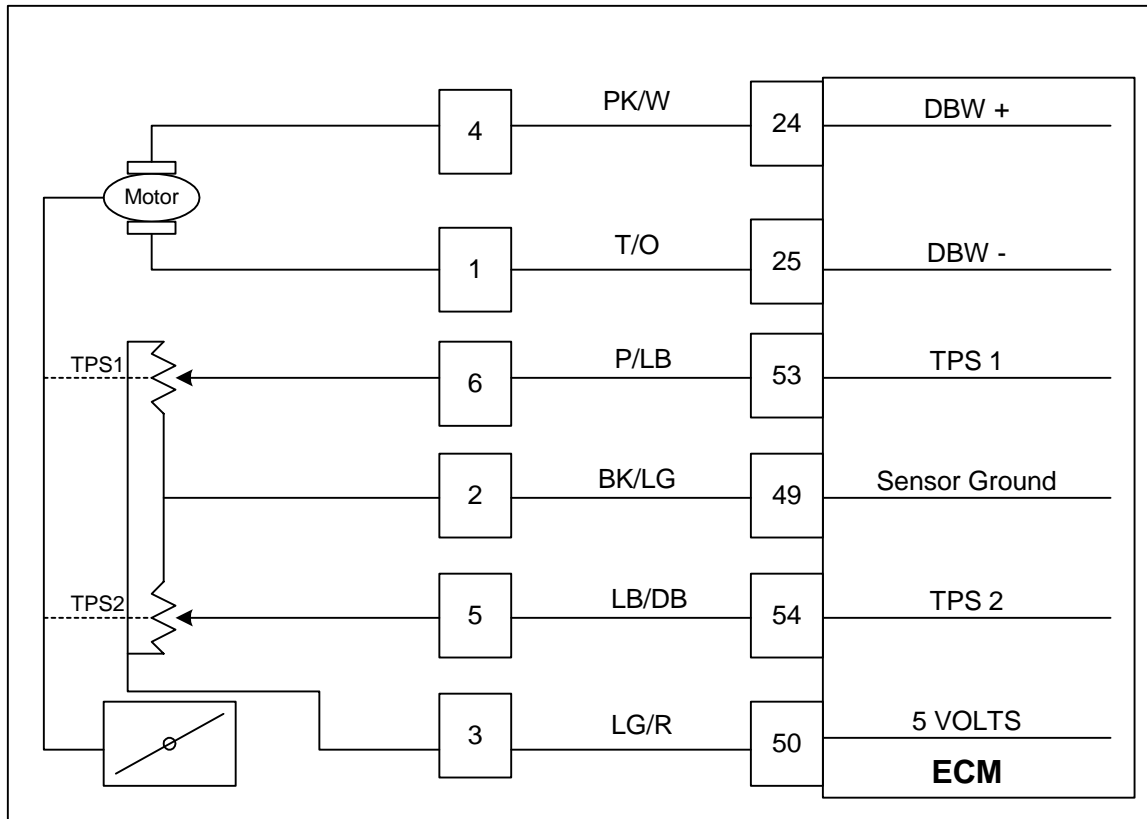 4 PK/W 24 DBW +
Motor
1 T/O 25 DBW -
TPS1 6 P/LB 53 TPS 1
2 BK/LG 49 Sensor Ground
TPS2 5 LB/DB 54 TPS 2
3 LG/R 50 5 VOLTS
ECM